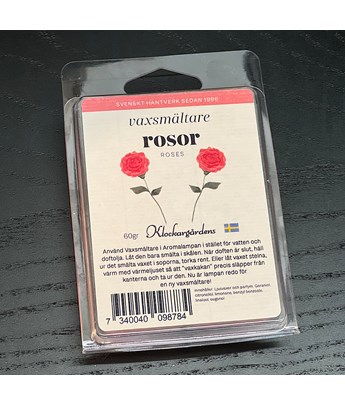 SVENSKT HANTVERK SEDAN 1996
vaxsmältare
rosor
ROSES
60gr Klockargårdens
Använd Vaxsmältare i Aromalampan i stället för vatten och
doftolja. Låt den bara smälta i skålen. När doften är slut, häll
ur det smälta vaxet i soporna, torka rent. Eller låt vaxet stelna,
värm med värmeljuset så att "vaxkakan" precis släpper från
kanterna och ta ur den. Nu är lampan redo för
en ny vaxsmältare!
Innehåller:
7 340040 098784